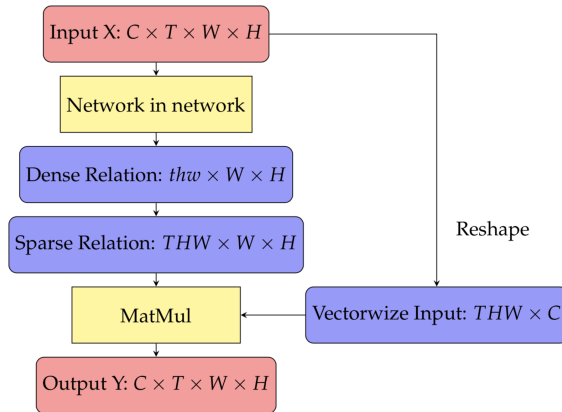 Input X: C × T × W × H
Network in network
Dense Relation: thw × W × H
Sparse Relation: THW × W × H
Reshape
MatMul
Vectorwize Input: THW × C
Output Y: C × T × W × H